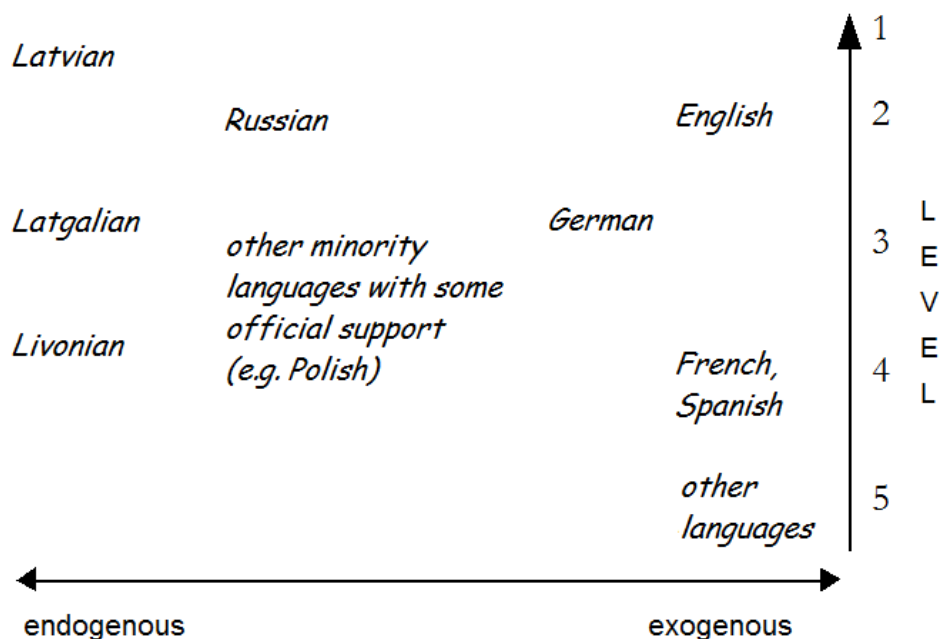 1
Latvian
Russian
English
2
Latgalian
German
3
other minority
languages with some
official support
(e.g. Polish)
Livonian
French,
Spanish
4
other
languages
5
L
E
V
E
L
endogenous
exogenous